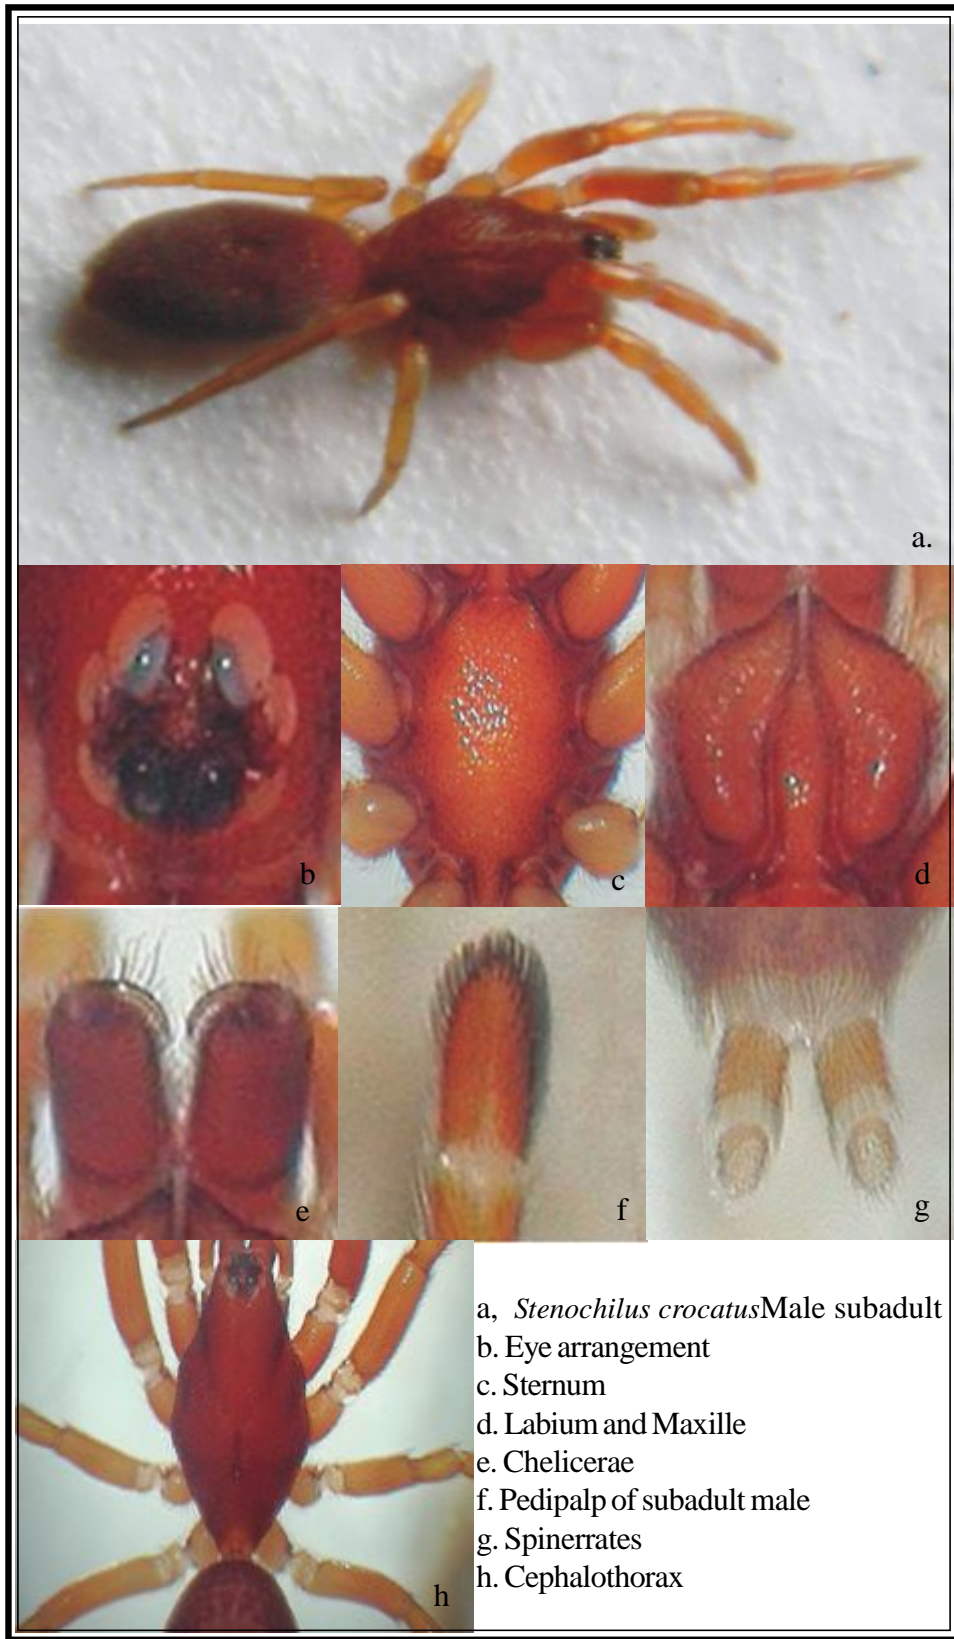 a.
b
c
d
e
f
g
h
a, Stenochilus crocatusMale subadult
b. Eye arrangement
c. Sternum
d. Labium and Maxille
e. Chelicerae
f. Pedipalp of subadult male
g. Spinerrates
h. Cephalothorax